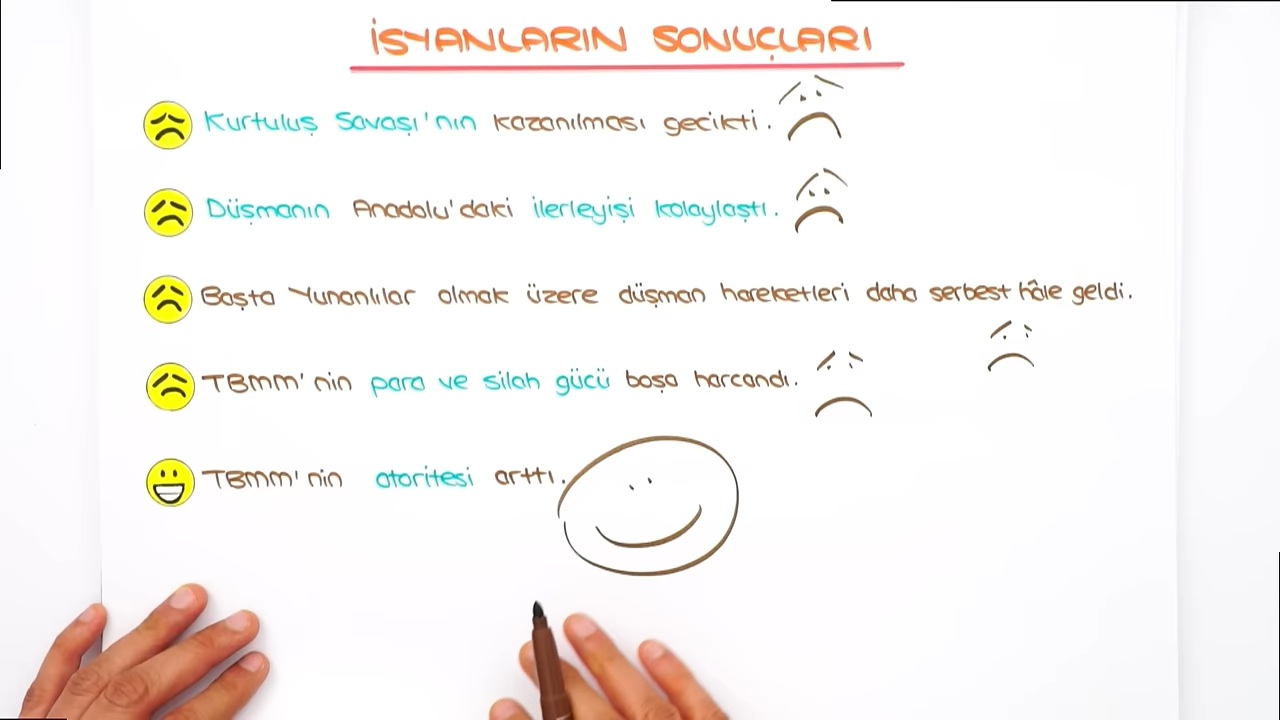 İSYANLARIN SONUÇLARI
Kurtuluş Savaşı'nın kazanılması gecikti.
Düşmanın Anadolu'daki ilerleyişi kolaylaştı.
Başta Yunanlılar olmak üzere düşman hareketleri daha serbest hâle geldi.
TBMM'nin para ve silah gücü boşa harcandı.
TBMM'nin otoritesi arttı.